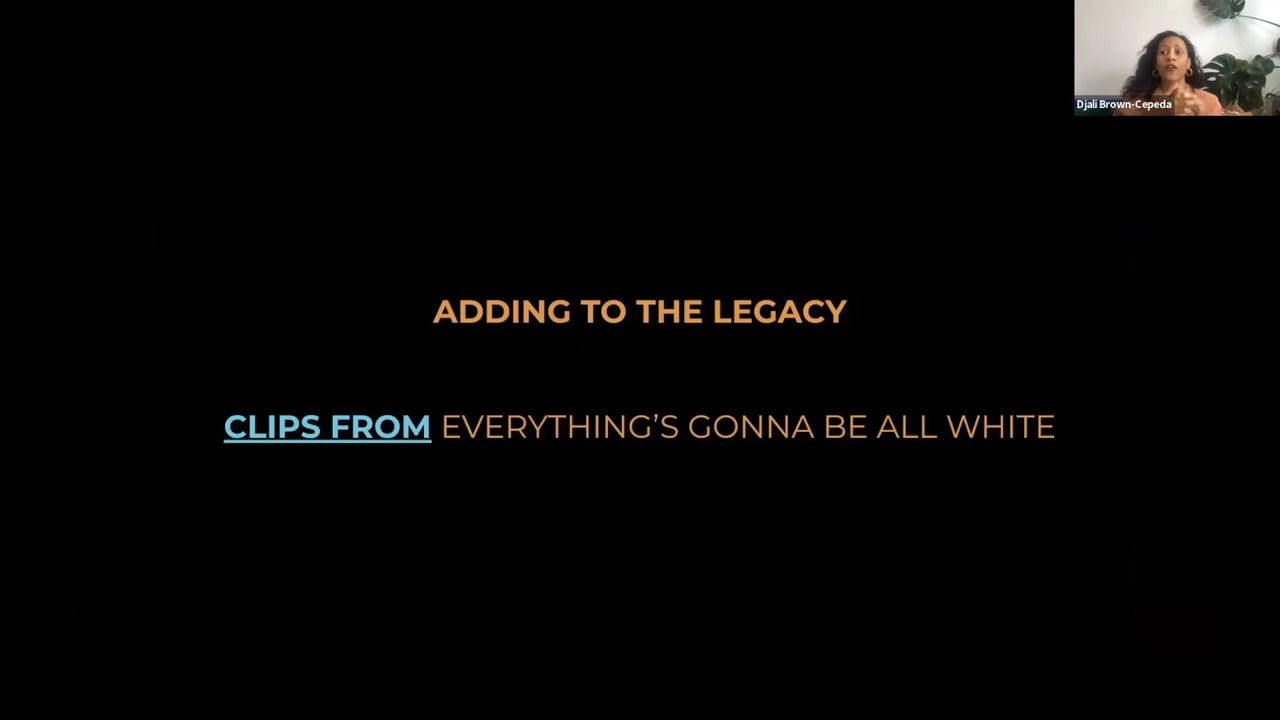 Djali Brown-Cepeda
ADDING TO THE LEGACY
CLIPS FROM EVERYTHING’S GONNA BE ALL WHITE